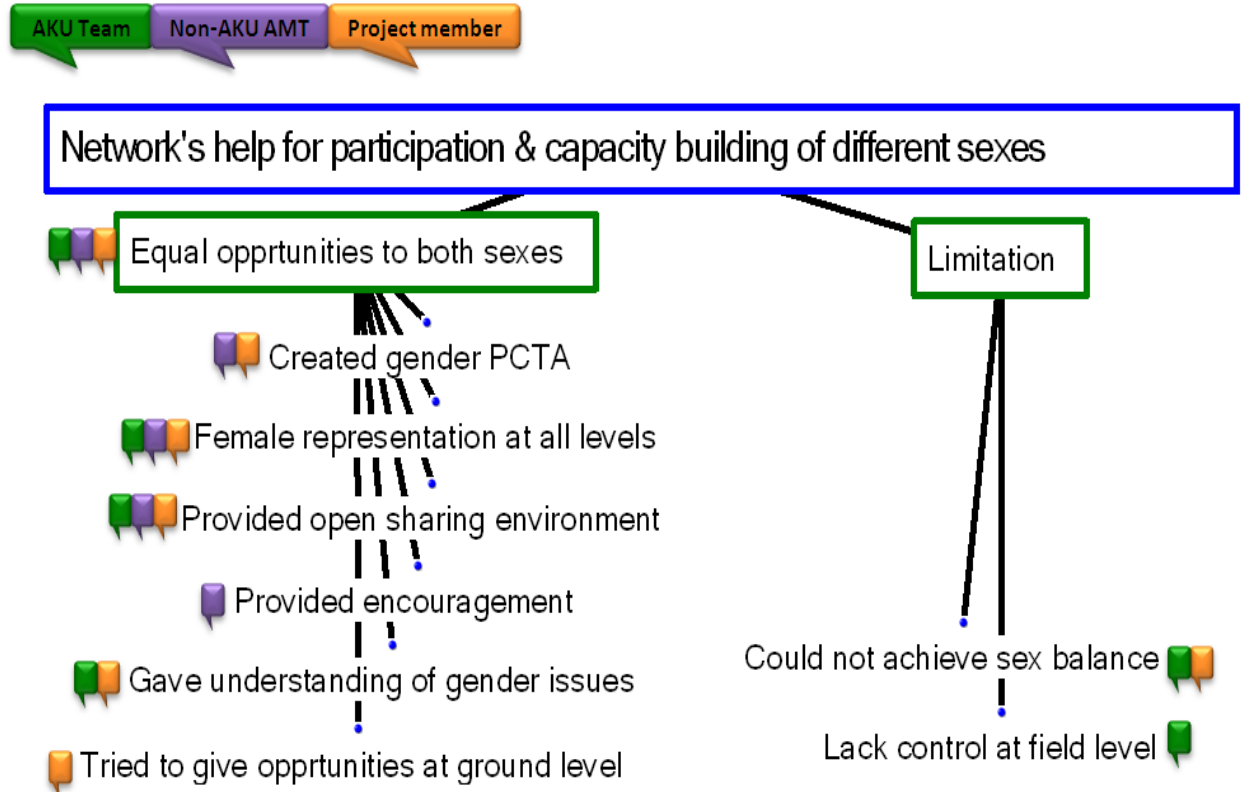 AKU Team Non-AKU AMT Project member
Network's help for participation & capacity building of different sexes
Equal opprtunities to both sexes
Created gender PCTA
Female representation at all levels
Provided open sharing environment
Provided encouragement
Gave understanding of gender issues
Tried to give opprtunities at ground level
Limitation
Could not achieve sex balance
Lack control at field level